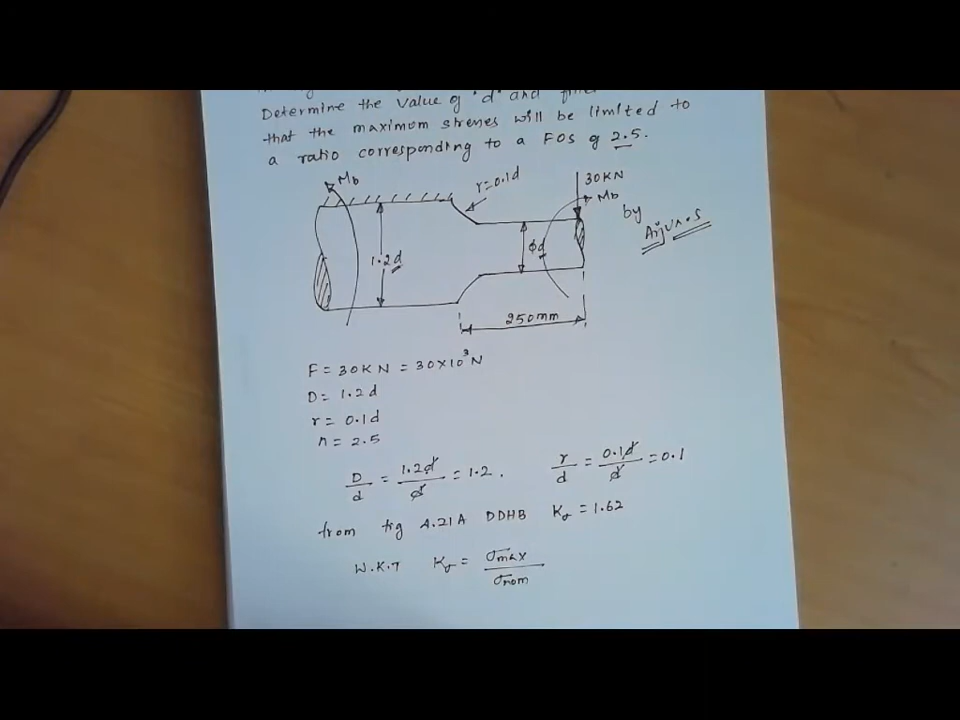 Determine the value of 'd' and
that the maximum stresses will be limited to
a ratio corresponding to a FOS of 2.5.
Mb
r=0.1d
30KN
Mb
by
Arjun.S
1.2d
φd
250mm
F = 30KN = 30×10³N
D = 1.2d
r = 0.1d
n = 2.5
D/d = 1.2d/d = 1.2. r/d = 0.1d/d = 0.1
from fig 4.21A DDHB Kσ = 1.62
W.K.T Kσ = σmax/σnom